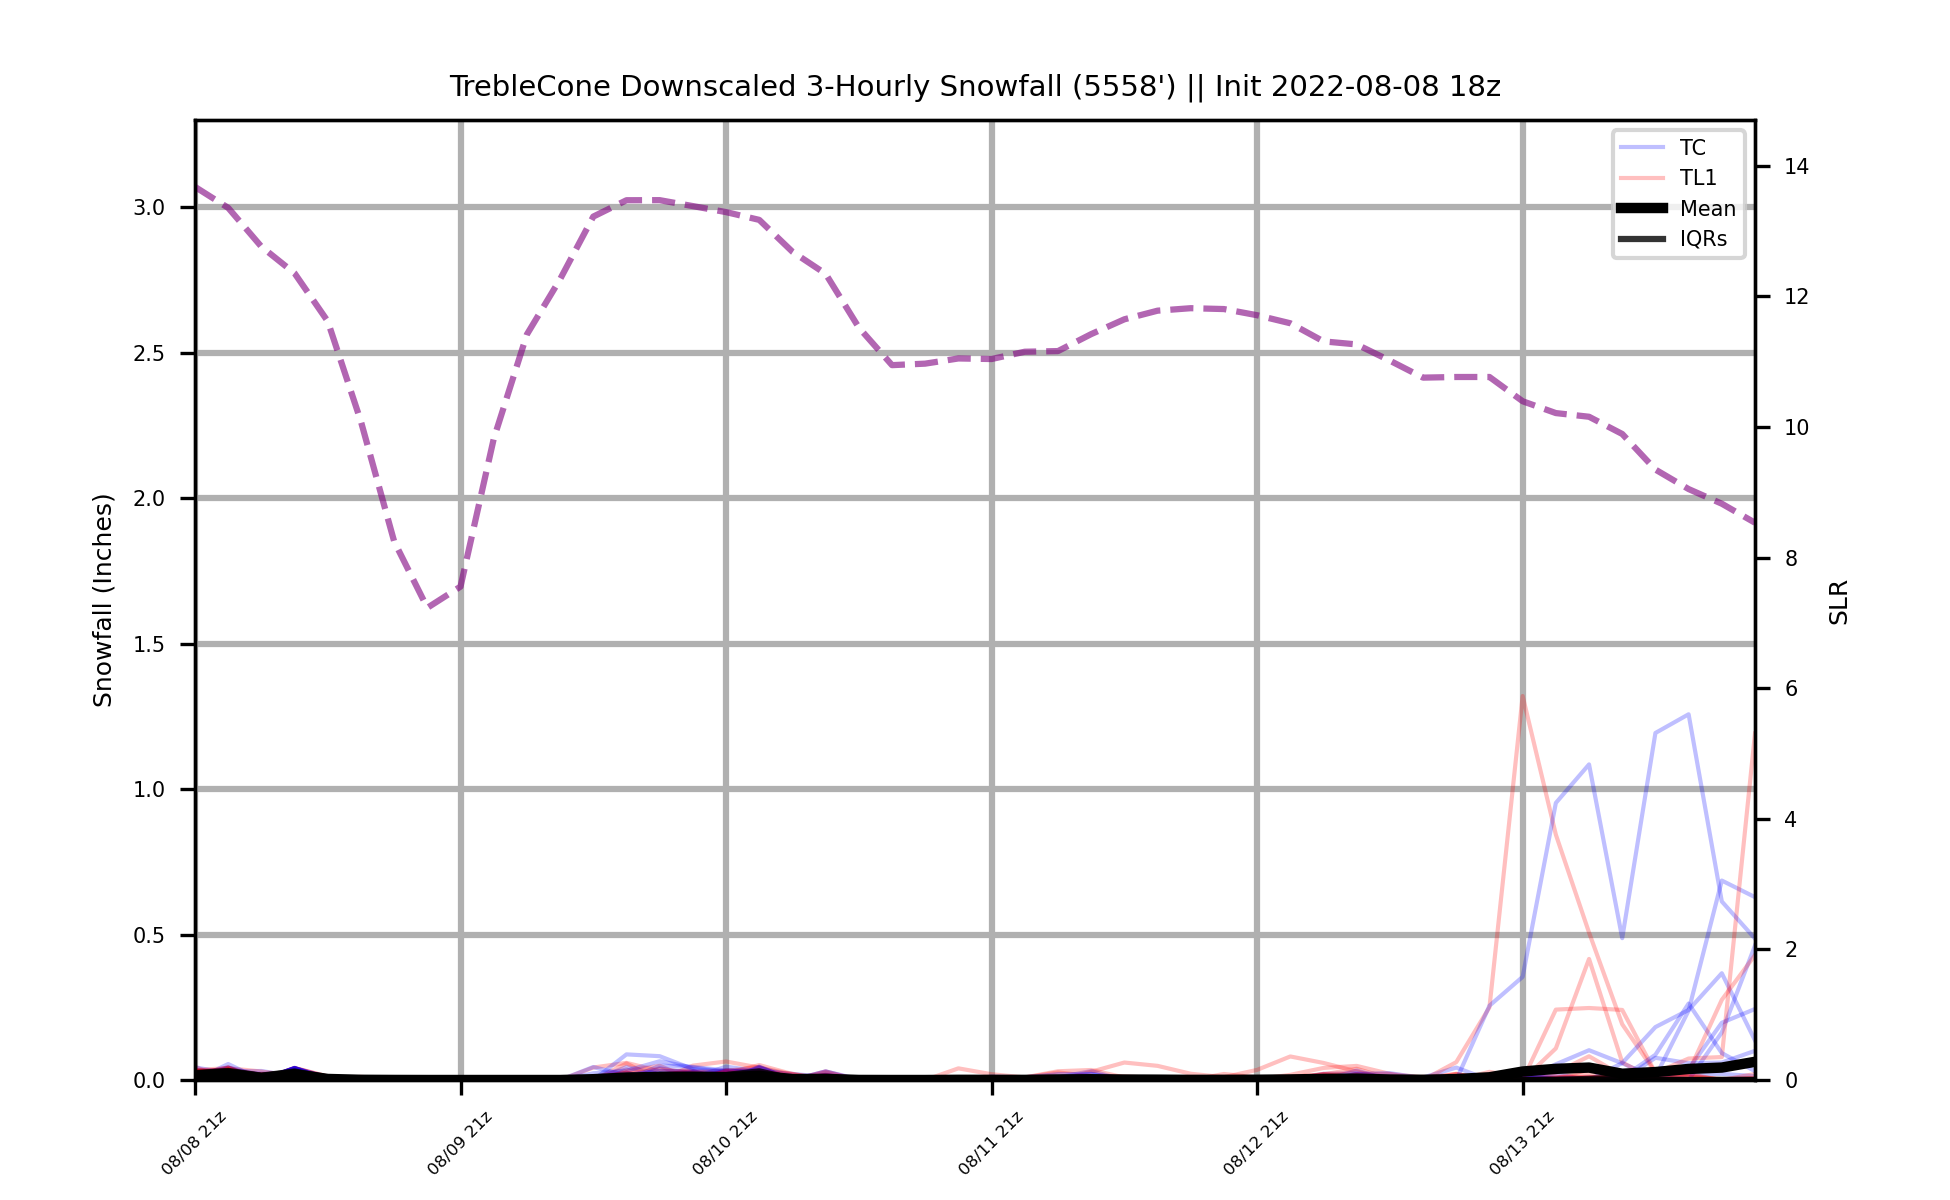 TrebleCone Downscaled 3-Hourly Snowfall (5558') || Init 2022-08-08 18z
TC
TL1
Mean
IQRs
3.0
2.5
2.0
1.5
1.0
0.5
0.0
Snowfall (Inches)
14
12
10
8
6
4
2
0
SLR
08/08 21z
08/09 21z
08/10 21z
08/11 21z
08/12 21z
08/13 21z